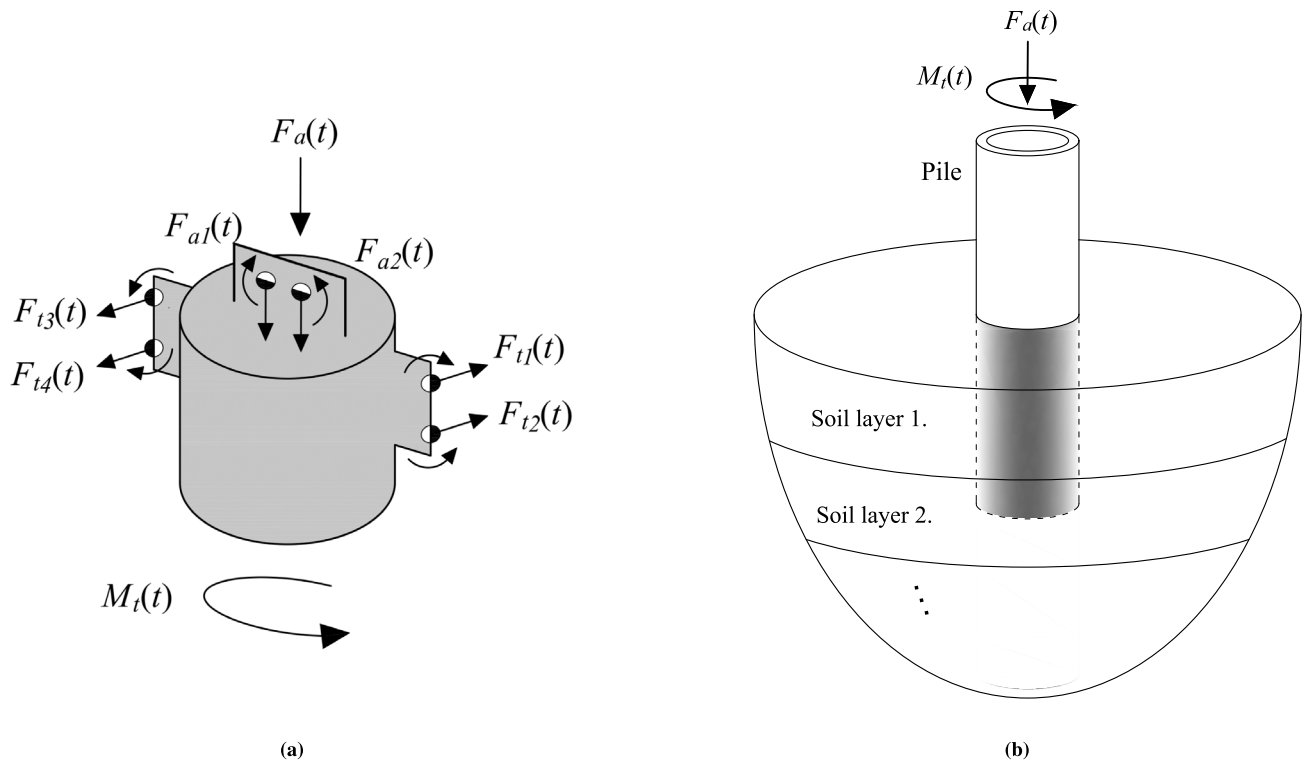 Fa(t)
Fa1(t)
Fa2(t)
Ft3(t)
Ft4(t)
Ft1(t)
Ft2(t)
Mt(t)
(a)
Fa(t)
Mt(t)
Pile
Soil layer 1.
Soil layer 2.
(b)